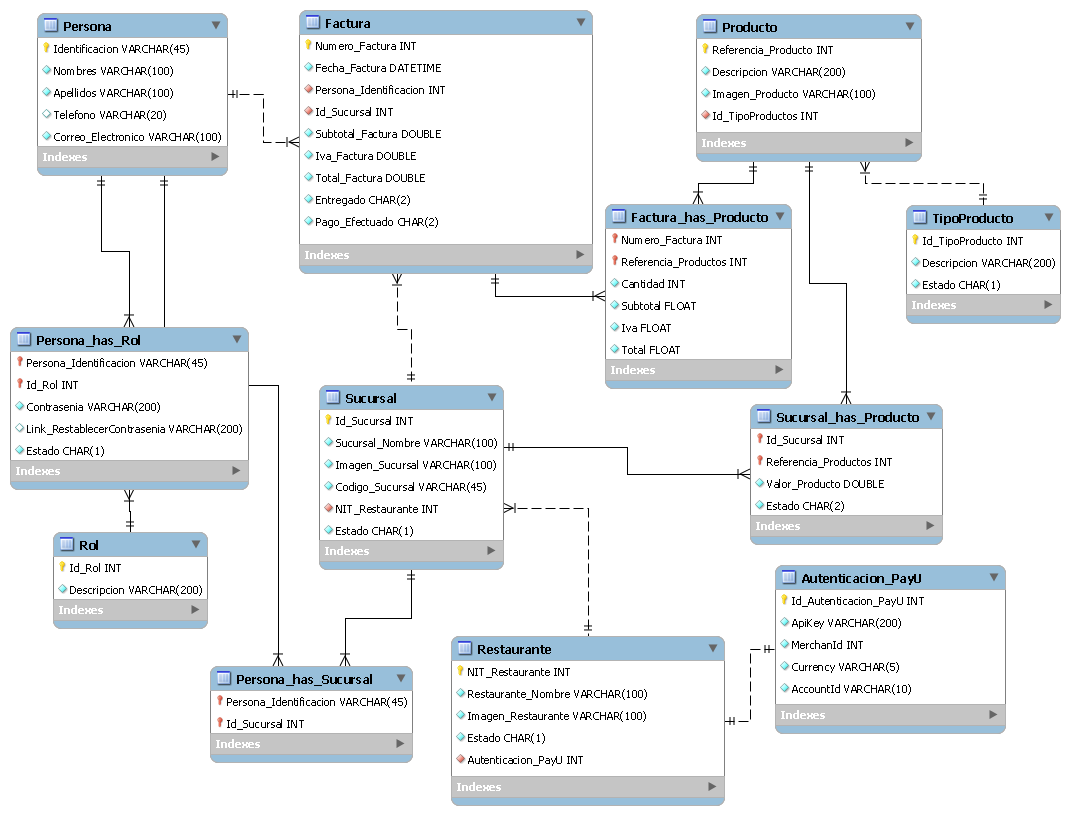 Persona
Identificacion VARCHAR(45)
Nombres VARCHAR(100)
Apellidos VARCHAR(100)
Telefono VARCHAR(20)
Correo_Electronico VARCHAR(100)
Indexes
Factura
Numero_Factura INT
Fecha_Factura DATETIME
Persona_Identificacion INT
Id_Sucursal INT
Subtotal_Factura DOUBLE
Iva_Factura DOUBLE
Total_Factura DOUBLE
Entregado CHAR(2)
Pago_Efectuado CHAR(2)
Indexes
Producto
Referencia_Producto INT
Descripcion VARCHAR(200)
Imagen_Producto VARCHAR(100)
Id_TipoProductos INT
Indexes
Factura_has_Producto
Numero_Factura INT
Referencia_Productos INT
Cantidad INT
Subtotal FLOAT
Iva FLOAT
Total FLOAT
Indexes
TipoProducto
Id_TipoProducto INT
Descripcion VARCHAR(200)
Estado CHAR(1)
Indexes
Persona_has_Rol
Persona_Identificacion VARCHAR(45)
Id_Rol INT
Contrasenia VARCHAR(200)
Link_RestablecerContrasenia VARCHAR(200)
Estado CHAR(1)
Indexes
Sucursal
Id_Sucursal INT
Sucursal_Nombre VARCHAR(100)
Imagen_Sucursal VARCHAR(100)
Codigo_Sucursal VARCHAR(45)
NIT_Restaurante INT
Estado CHAR(1)
Indexes
Sucursal_has_Producto
Id_Sucursal INT
Referencia_Productos INT
Valor_Producto DOUBLE
Estado CHAR(2)
Indexes
Rol
Id_Rol INT
Descripcion VARCHAR(200)
Indexes
Autenticacion_PayU
Id_Autenticacion_PayU INT
ApiKey VARCHAR(200)
MerchanId INT
Currency VARCHAR(5)
AccountId VARCHAR(10)
Indexes
Persona_has_Sucursal
Persona_Identificacion VARCHAR(45)
Id_Sucursal INT
Indexes
Restaurante
NIT_Restaurante INT
Restaurante_Nombre VARCHAR(100)
Imagen_Restaurante VARCHAR(100)
Estado CHAR(1)
Autenticacion_PayU INT
Indexes